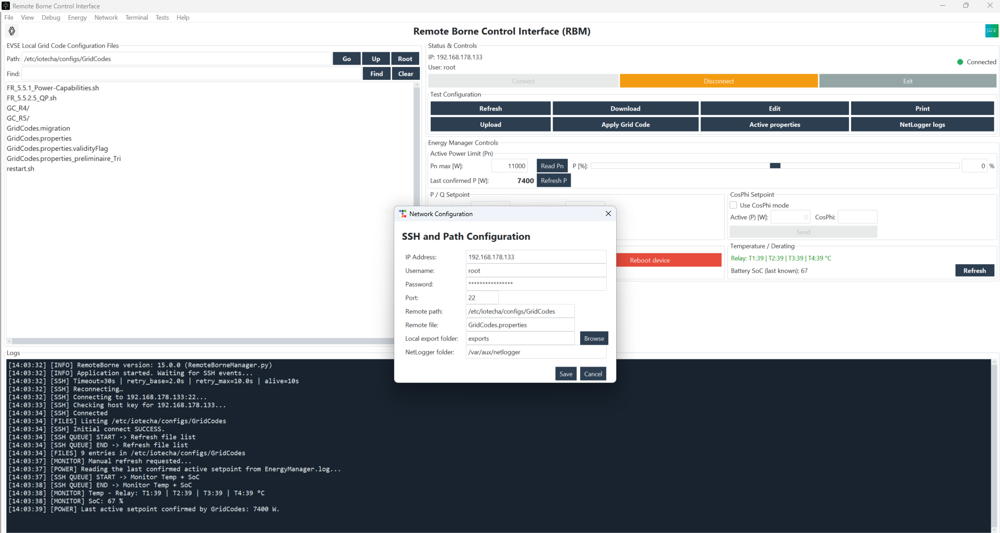 Remote Borne Control Interface
File View Debug Energy Network Terminal Tests Help
Remote Borne Control Interface (RBM)
EVSE Local Grid Code Configuration Files
Path: /etc/iotecha/configs/GridCodes Go Up Root
Find: Find Clear
FR_5.5.1_Power-Capabilities.sh
FR_5.5.2.5_QP.sh
GC_R4/
GC_R5/
GridCodes.migration
GridCodes.properties
GridCodes.properties.validityFlag
GridCodes.properties_preliminaire_Tri
restart.sh
Status & Controls
IP: 192.168.178.133
User: root
Connected
Connect Disconnect Exit
Test Configuration
Refresh Download Edit Print
Upload Apply Grid Code Active properties NetLogger logs
Energy Manager Controls
Active Power Limit (Pn)
Pn max [W]: 11000 Read Pn P [%]: 0 %
Last confirmed P [W]: 7400 Refresh P
P / Q Setpoint
CosPhi Setpoint
Use CosPhi mode
Active (P) [W]: 0 CosPhi:
Send
Reboot device
Temperature / Derating
Relay: T1:39 | T2:39 | T3:39 | T4:39 °C
Battery SoC (last known): 67
Refresh
Network Configuration
SSH and Path Configuration
IP Address: 192.168.178.133
Username: root
Password: ****************
Port: 22
Remote path: /etc/iotecha/configs/GridCodes
Remote file: GridCodes.properties
Local export folder: exports Browse
NetLogger folder: /var/aux/netlogger
Save Cancel
Logs
[14:03:32] [INFO] RemoteBorne version: 15.0.0 (RemoteBorneManager.py)
[14:03:32] [INFO] Application started. Waiting for SSH events...
[14:03:32] [SSH] Timeout=30s | retry_base=2.0s | retry_max=10.0s | alive=10s
[14:03:32] [SSH] Reconnecting…
[14:03:32] [SSH] Connecting to 192.168.178.133:22...
[14:03:33] [SSH] Checking host key for 192.168.178.133...
[14:03:34] [SSH] Connected
[14:03:34] [FILES] Listing /etc/iotecha/configs/GridCodes
[14:03:34] [SSH] Initial connect SUCCESS.
[14:03:34] [SSH QUEUE] START -> Refresh file list
[14:03:34] [SSH QUEUE] END -> Refresh file list
[14:03:34] [FILES] 9 entries in /etc/iotecha/configs/GridCodes
[14:03:37] [MONITOR] Manual refresh requested...
[14:03:37] [POWER] Reading the last confirmed active setpoint from EnergyManager.log...
[14:03:37] [SSH QUEUE] START -> Monitor Temp + SoC
[14:03:38] [SSH QUEUE] END -> Monitor Temp + SoC
[14:03:38] [MONITOR] Temp - Relay: T1:39 | T2:39 | T3:39 | T4:39 °C
[14:03:38] [MONITOR] SoC: 67 %
[14:03:39] [POWER] Last active setpoint confirmed by GridCodes: 7400 W.